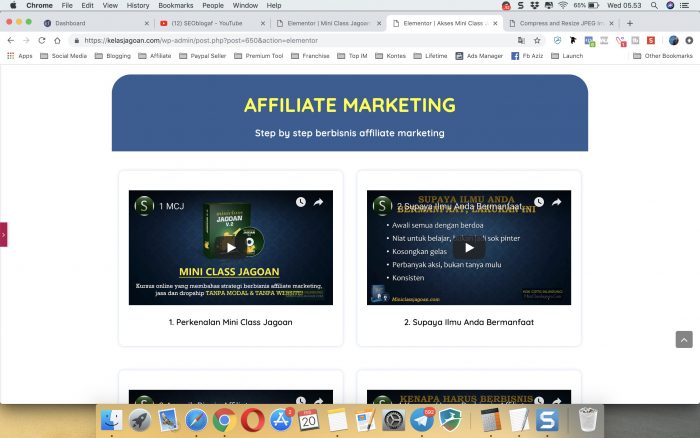 Chrome File Edit View History Bookmarks People Window Help
66% Wed 05.53
Dashboard
(12) SEOblogaf - YouTube
Elementor | Mini Class Jagoan
Elementor | Akses Mini Class J
Compress and Resize JPEG Im
https://kelasjagoan.com/wp-admin/post.php?post=650&action=elementor
Apps Social Media Blogging Affiliate Paypal Seller Premium Tool Franchise Top IM Kontes Lifetime Ads Manager Fb Aziz Launch Other Bookmarks
AFFILIATE MARKETING
Step by step berbisnis affiliate marketing
S 1 MCJ
JAGOAN
V.2
MINI CLASS JAGOAN
Kursus online yang membahas strategi berbisnis affiliate marketing,
jasa dan dropship TANPA MODAL & TANPA WEBSITE!
1. Perkenalan Mini Class Jagoan
S 2 Supaya Ilmu Anda Bermanfaat
SUPAYA ILMU ANDA
BERMANFAAT, LAKUKAN INI
• Awali semua dengan berdoa
• Niat untuk belajar, sok pinter
• Kosongkan gelas
• Perbanyak aksi, bukan tanya mulu
• Konsisten
Miniclassjagoan.com
2. Supaya Ilmu Anda Bermanfaat
S
S
KENAPA HARUS BERBISNIS
FEB
20
592
S